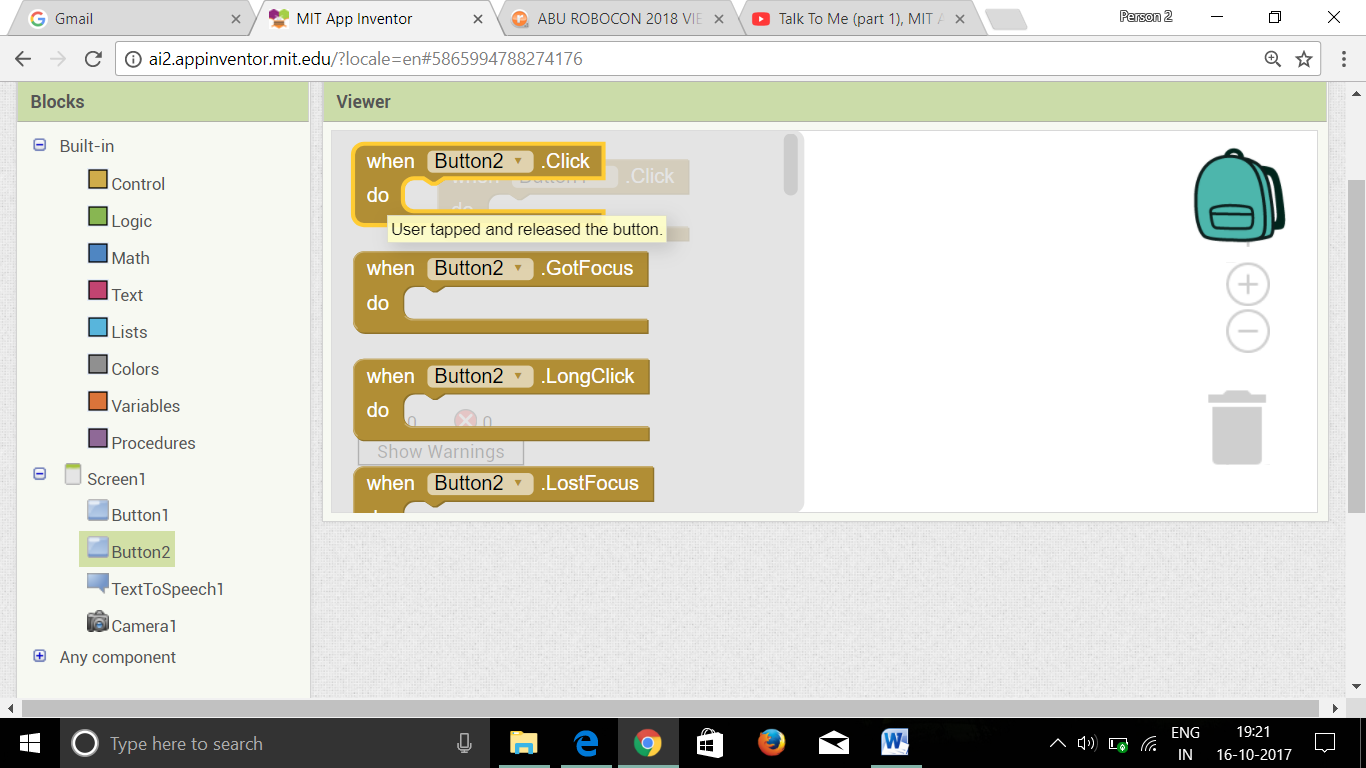 Gmail
MIT App Inventor
ABU ROBOCON 2018 VIE
Talk To Me (part 1), MIT A
Person 2
ai2.appinventor.mit.edu/?locale=en#5865994788274176
Blocks
Viewer
Built-in
Control
Logic
Math
Text
Lists
Colors
Variables
Procedures
Screen1
Button1
Button2
TextToSpeech1
Camera1
Any component
when Button2 .Click
do
when Button1 .Click
do
User tapped and released the button.
when Button2 .GotFocus
do
when Button2 .LongClick
do
0 0
Show Warnings
when Button2 .LostFocus
do
Type here to search
ENG
IN
19:21
16-10-2017